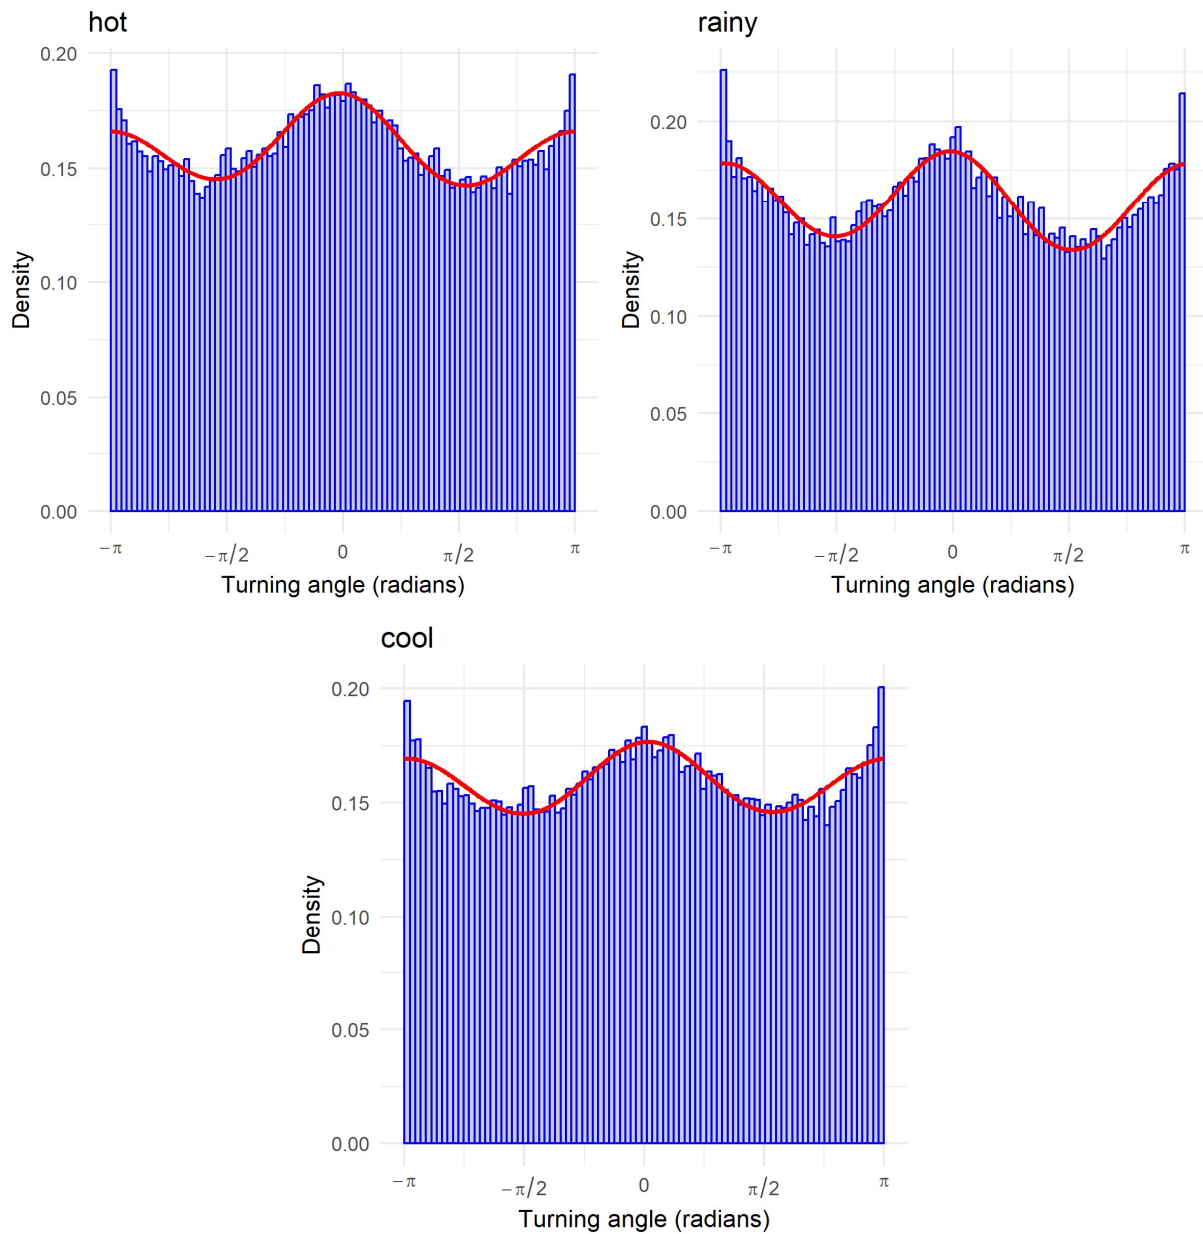 hot
0.20
0.15
0.10
0.05
0.00
Density
−π
−π/2
0
π/2
π
Turning angle (radians)
rainy
0.20
0.15
0.10
0.05
0.00
Density
−π
−π/2
0
π/2
π
Turning angle (radians)
cool
0.20
0.15
0.10
0.05
0.00
Density
−π
−π/2
0
π/2
π
Turning angle (radians)